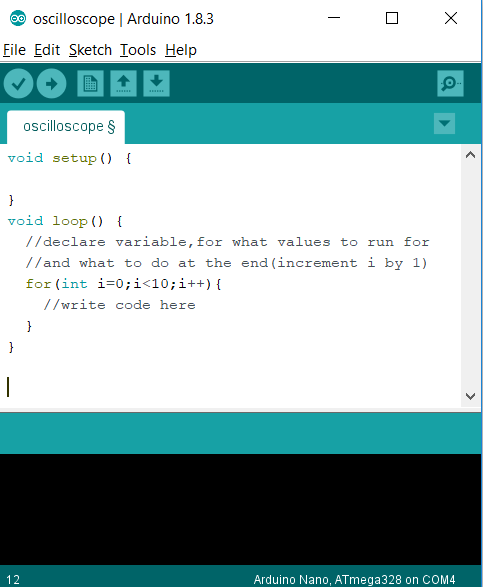 oscilloscope | Arduino 1.8.3
File Edit Sketch Tools Help
oscilloscope §
void setup() {
}
void loop() {
//declare variable,for what values to run for
//and what to do at the end(increment i by 1)
for(int i=0;i<10;i++){
//write code here
}
}
12 Arduino Nano, ATmega328 on COM4